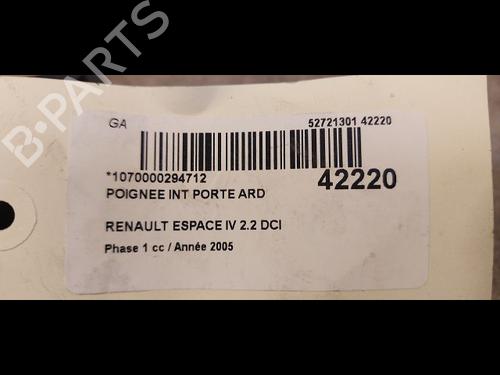 B-PARTS
GA 52721301 42220
*1070000294712 42220
POIGNEE INT PORTE ARD
RENAULT ESPACE IV 2.2 DCI
Phase 1 cc / Année 2005